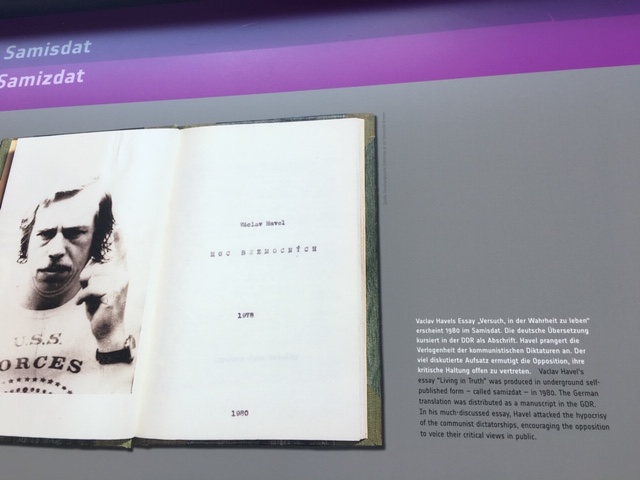 Samisdat
Samizdat
Václav Havel
MOC BEZMOCNÝCH
1978
1980
U.S.S.
ORCES
Vaclav Havels Essay „Versuch, in der Wahrheit zu leben“
erscheint 1980 im Samisdat. Die deutsche Übersetzung
kursiert in der DDR als Abschrift. Havel prangert die
Verlogenheit der kommunistischen Diktaturen an. Der
viel diskutierte Aufsatz ermutigt die Opposition, ihre
kritische Haltung offen zu vertreten. Vaclav Havel's
essay "Living in Truth" was produced in underground self-
published form – called samizdat – in 1980. The German
translation was distributed as a manuscript in the GDR.
In his much-discussed essay, Havel attacked the hypocrisy
of the communist dictatorships, encouraging the opposition
to voice their critical views in public.